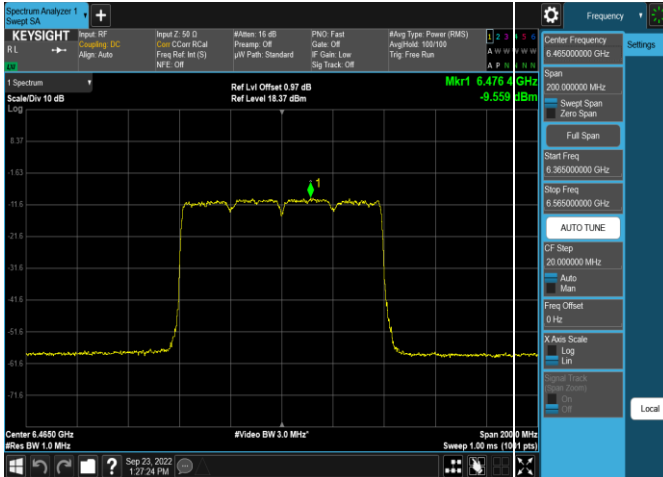 Spectrum Analyzer 1
Swept SA
+
Frequency
KEYSIGHT
Input: RF
Input Z: 50 Ω
#Atten: 16 dB
PNO: Fast
#Avg Type: Power (RMS)
1 2 3 4 5 6
RL
Coupling: DC
Corr CCorr RCal
Preamp: Off
Gate: Off
Avg|Hold: 100/100
A W W W W W
Align: Auto
Freq Ref: Int (S)
µW Path: Standard
IF Gain: Low
Trig: Free Run
NFE: Off
Sig Track: Off
A P N N N N
1 Spectrum
Scale/Div 10 dB
Ref Lvl Offset 0.97 dB
Ref Level 18.37 dBm
Mkr1 6.476 4 GHz
-9.559 dBm
Log
8.37
-1.63
-11.6
-21.6
-31.6
-41.6
-51.6
-61.6
-71.6
1
Center 6.4650 GHz
#Res BW 1.0 MHz
#Video BW 3.0 MHz*
Span 200.0 MHz
Sweep 1.00 ms (1001 pts)
Sep 23, 2022
1:27:24 PM
?
Center Frequency
6.465000000 GHz
Settings
Span
200.000000 MHz
Swept Span
Zero Span
Full Span
Start Freq
6.365000000 GHz
Stop Freq
6.565000000 GHz
AUTO TUNE
CF Step
20.000000 MHz
Auto
Man
Freq Offset
0 Hz
X Axis Scale
Log
Lin
Signal Track
(Span Zoom)
On
Off
Local